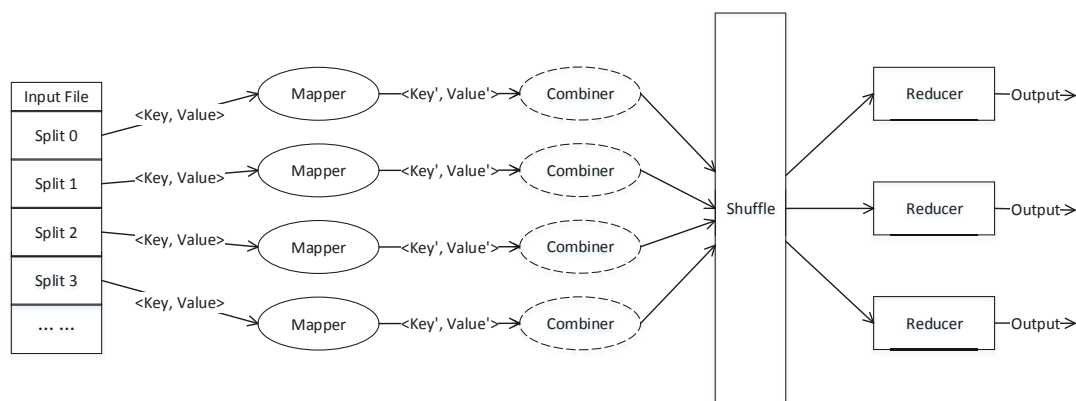 Input File
Split 0
Split 1
Split 2
Split 3
... ...
<Key, Value>
<Key, Value>
<Key, Value>
<Key, Value>
Mapper
Mapper
Mapper
Mapper
<Key', Value'>
<Key', Value'>
<Key', Value'>
<Key', Value'>
Combiner
Combiner
Combiner
Combiner
Shuffle
Reducer
Reducer
Reducer
Output
Output
Output